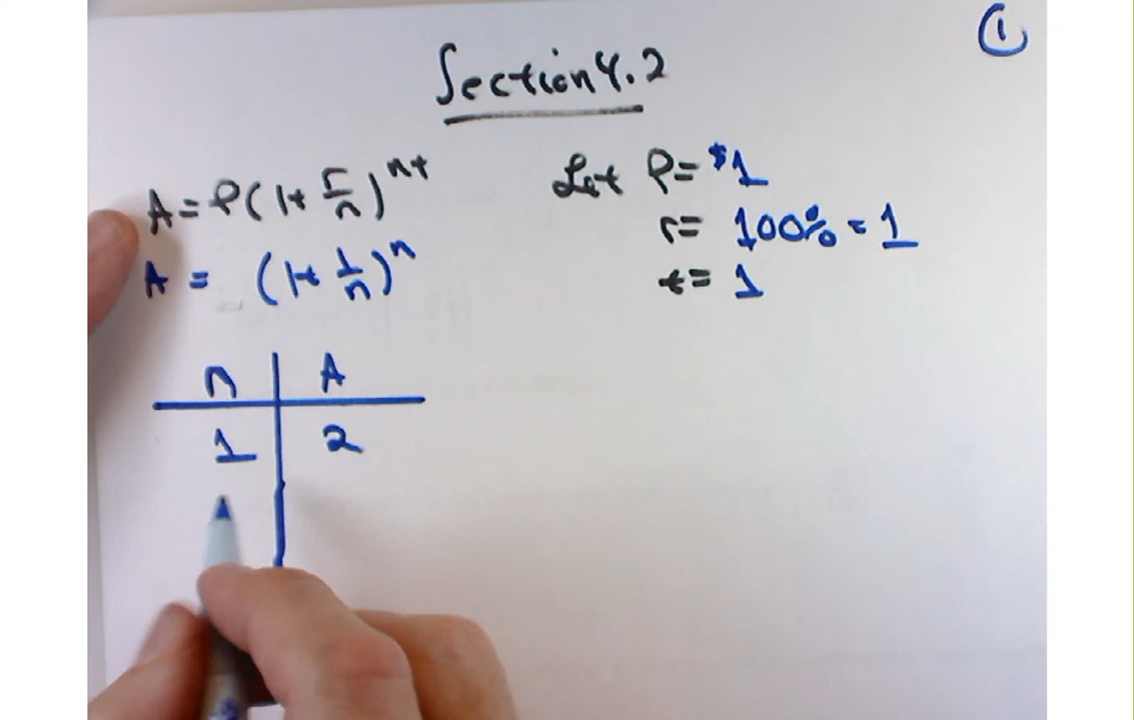 1
Section 4.2
A = P(1 + r/n)^nt
Let P = $1
r = 100% = 1
A = (1 + 1/n)^n
t = 1
n | A
1 | 2